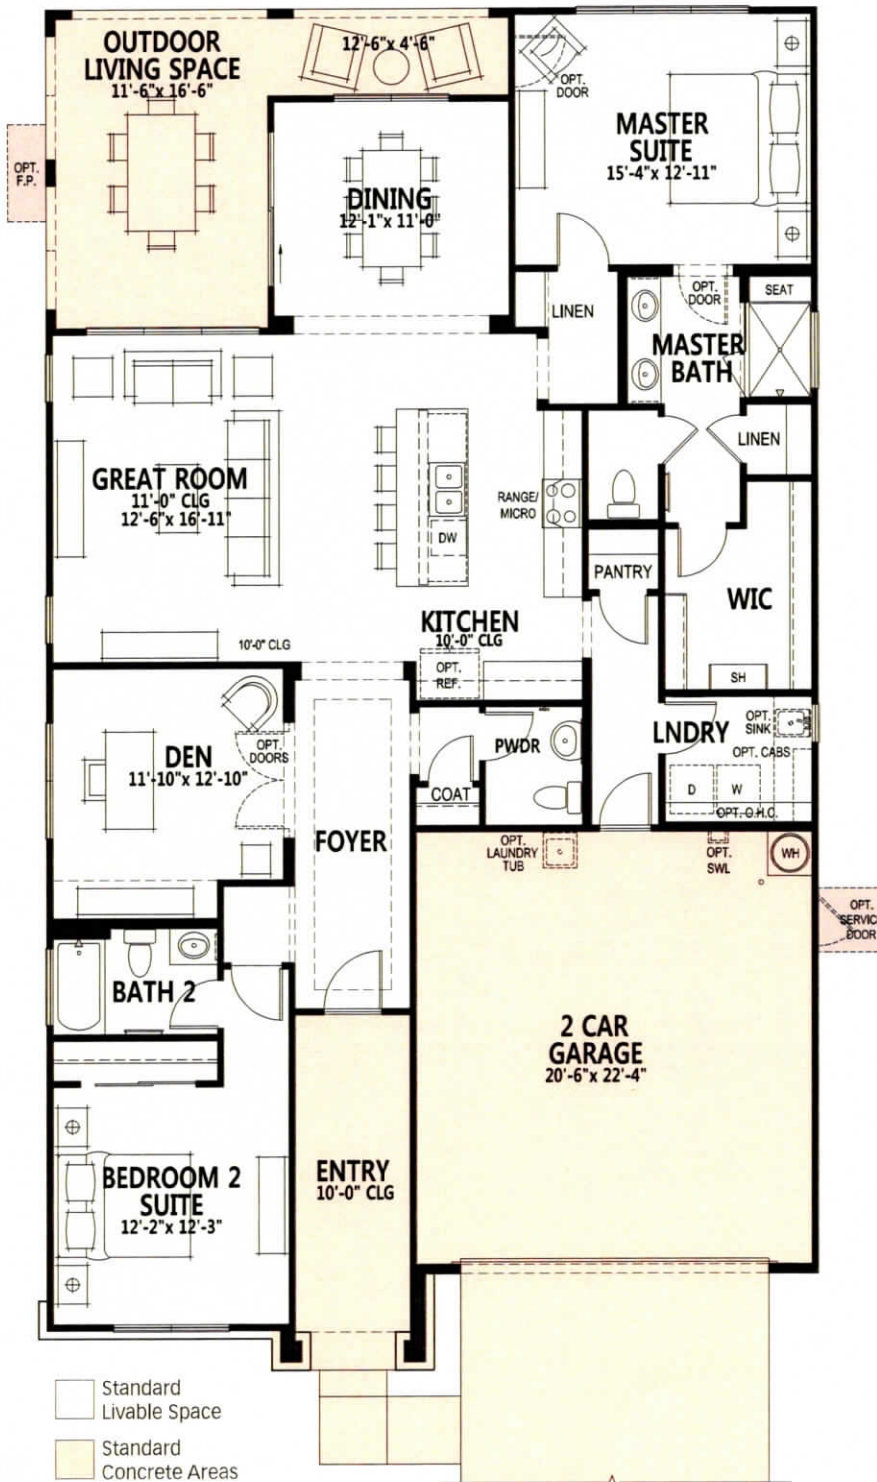 OUTDOOR
LIVING SPACE
11'-6"x 16'-6"
12'-6"x 4'-6"
OPT.
DOOR
MASTER
SUITE
15'-4"x 12'-11"
OPT.
F.P.
DINING
12'-1"x 11'-0"
LINEN
OPT.
DOOR
SEAT
MASTER
BATH
LINEN
GREAT ROOM
11'-0" CLG
12'-6"x 16'-11"
RANGE/
MICRO
DW
PANTRY
WIC
KITCHEN
10'-0" CLG
10'-0" CLG
OPT.
REF.
SH
DEN
11'-10"x 12'-10"
OPT.
DOORS
PWDR
COAT
LNDRY
OPT.
SINK
OPT. CABS
D
W
OPT. O.H.C.
FOYER
OPT.
LAUNDRY
TUB
OPT.
SWL
WH
OPT.
SERVIC
DOOR
BATH 2
2 CAR
GARAGE
20'-6"x 22'-4"
BEDROOM 2
SUITE
12'-2"x 12'-3"
ENTRY
10'-0" CLG
Standard
Livable Space
Standard
Concrete Areas